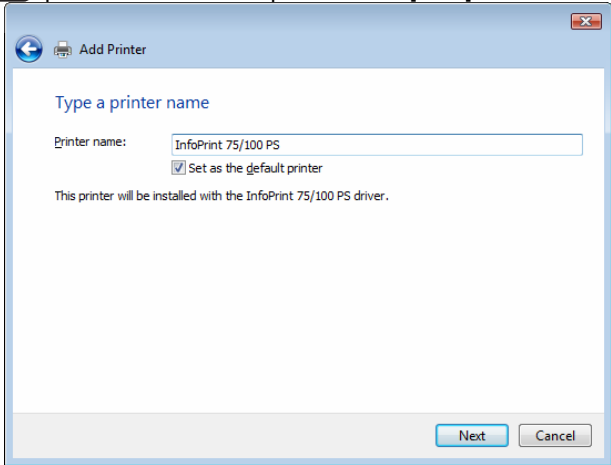 Add Printer
Type a printer name
Printer name: InfoPrint 75/100 PS
Set as the default printer
This printer will be installed with the InfoPrint 75/100 PS driver.
Next Cancel